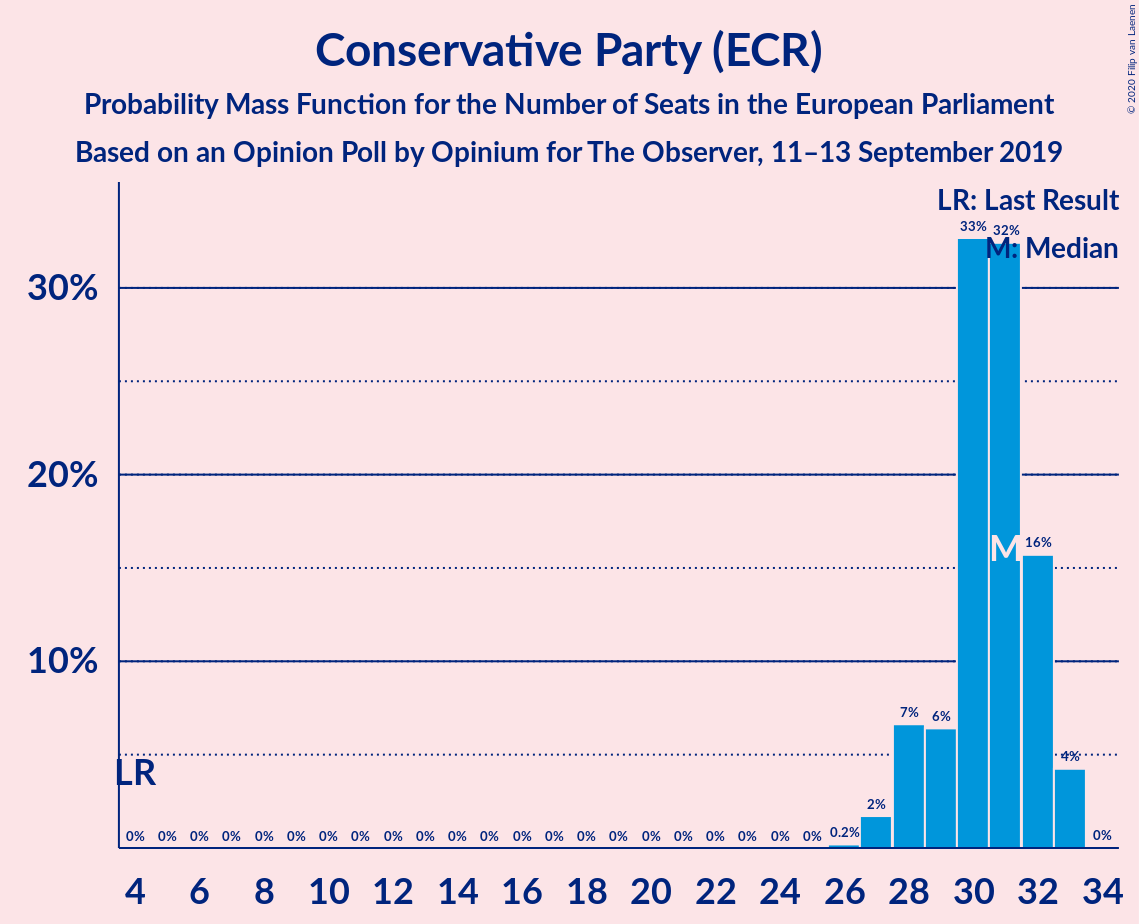 Conservative Party (ECR)
Probability Mass Function for the Number of Seats in the European Parliament
Based on an Opinion Poll by Opinium for The Observer, 11–13 September 2019
© 2020 Filip van Laenen
LR: Last Result
M: Median
33% 32%
30%
20%
M 16%
10%
7% 6%
4%
LR
2%
0% 0% 0% 0% 0% 0% 0% 0% 0% 0% 0% 0% 0% 0% 0% 0% 0% 0% 0% 0% 0% 0% 0.2% 0%
4 6 8 10 12 14 16 18 20 22 24 26 28 30 32 34